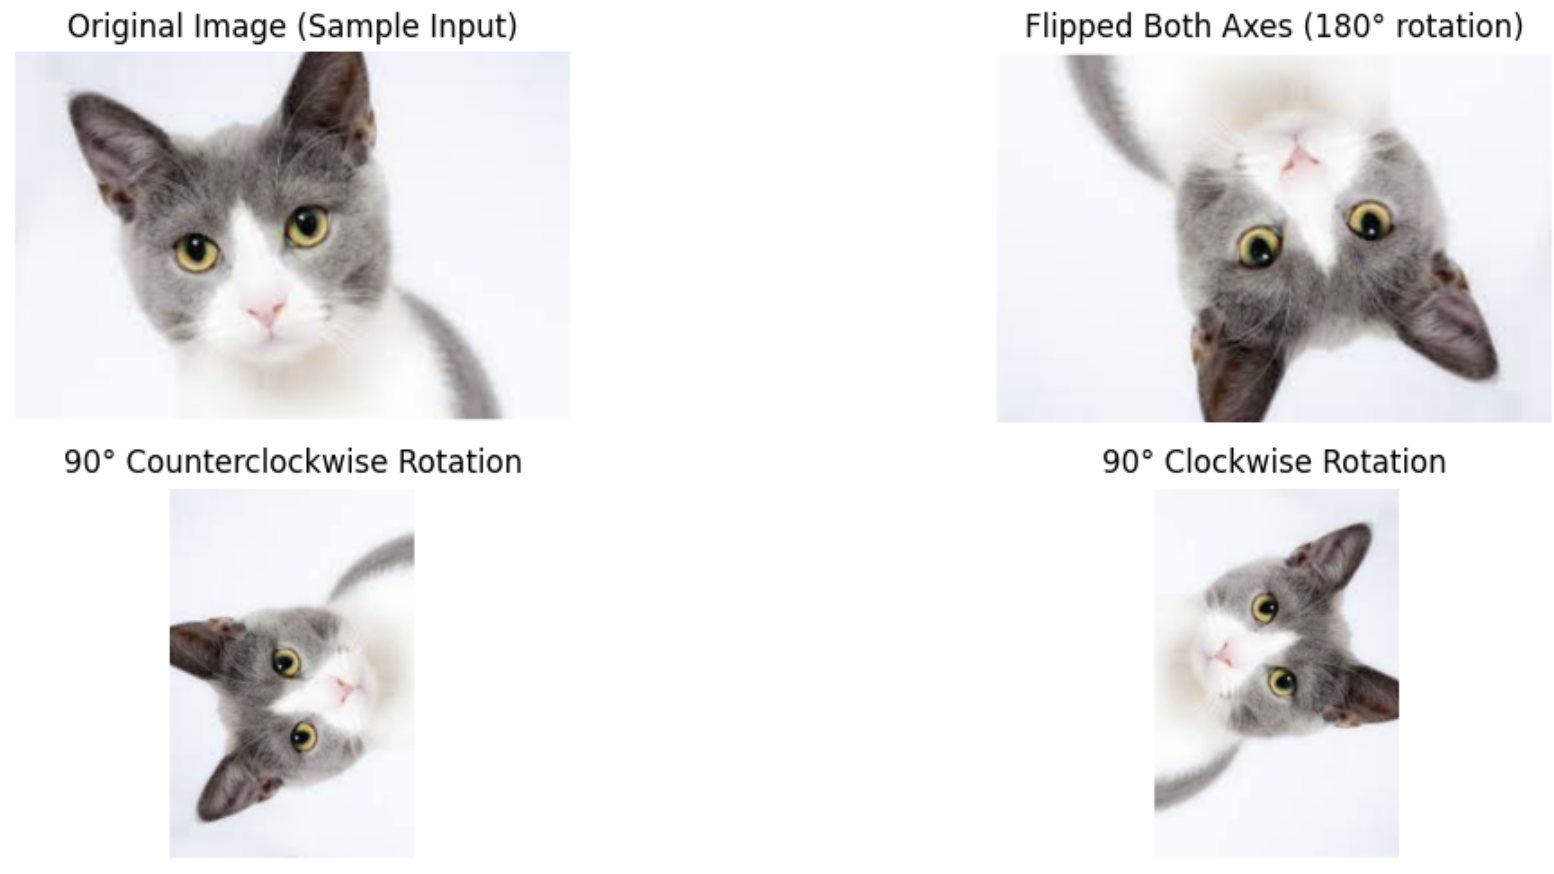 Original Image (Sample Input)
Flipped Both Axes (180° rotation)
90° Counterclockwise Rotation
90° Clockwise Rotation